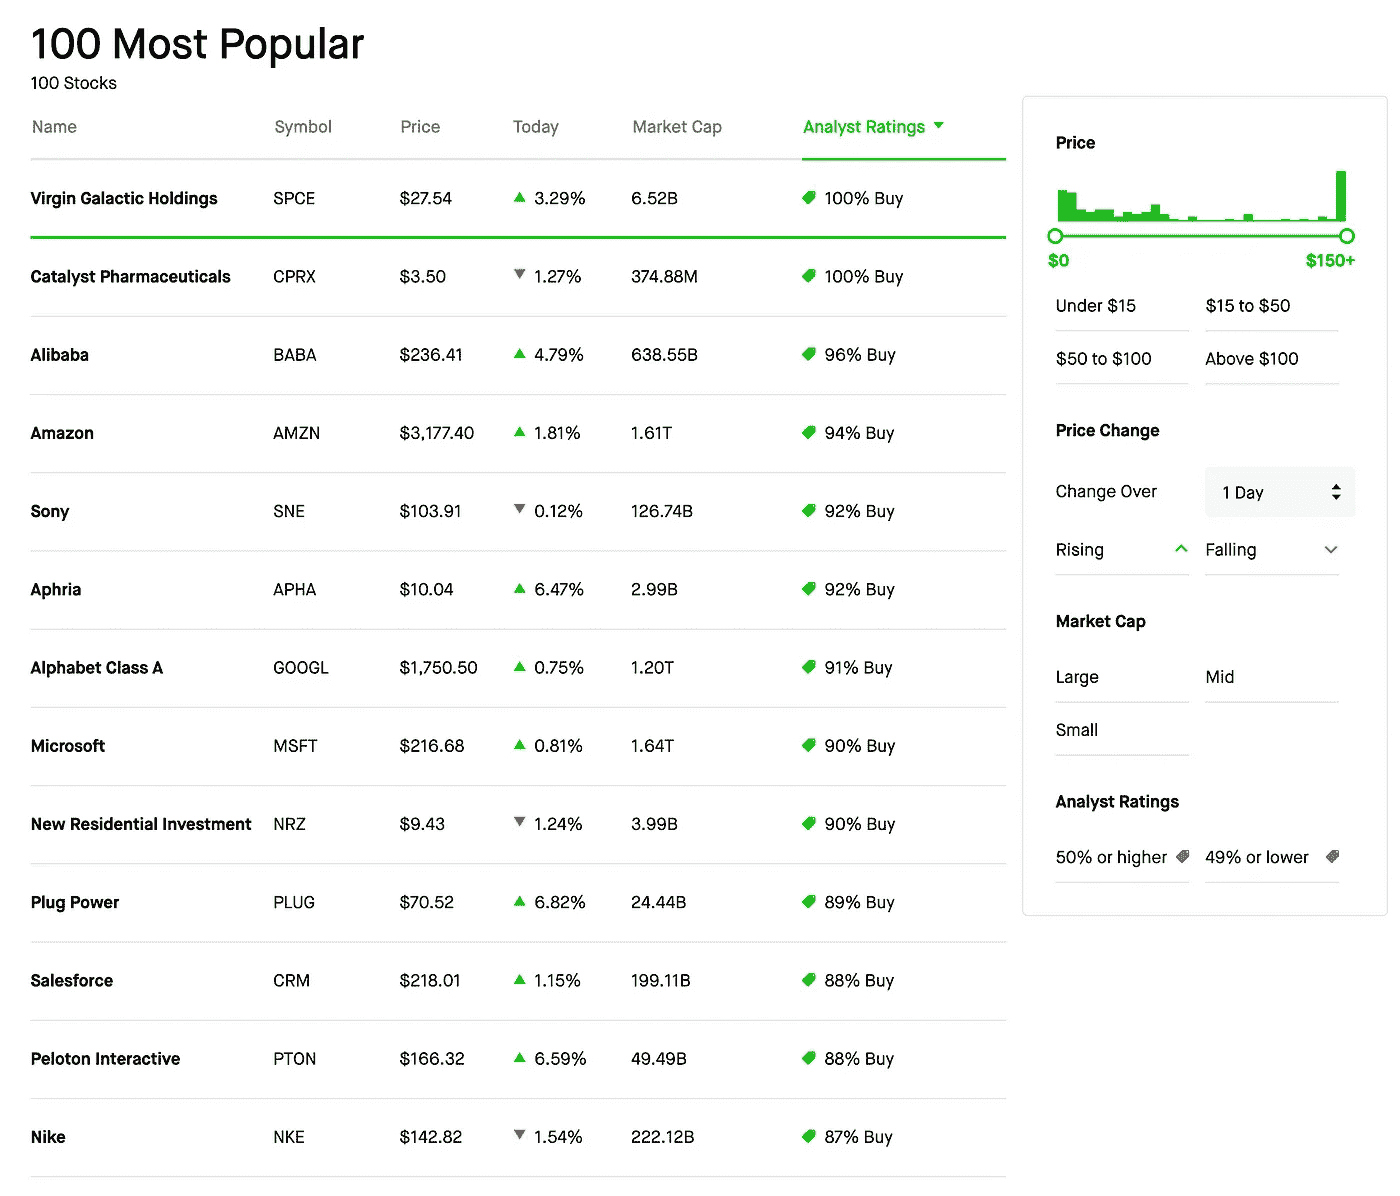 100 Most Popular
100 Stocks
Name Symbol Price Today Market Cap Analyst Ratings
Virgin Galactic Holdings SPCE $27.54 3.29% 6.52B 100% Buy
Catalyst Pharmaceuticals CPRX $3.50 1.27% 374.88M 100% Buy
Alibaba BABA $236.41 4.79% 638.55B 96% Buy
Amazon AMZN $3,177.40 1.81% 1.61T 94% Buy
Sony SNE $103.91 0.12% 126.74B 92% Buy
Aphria APHA $10.04 6.47% 2.99B 92% Buy
Alphabet Class A GOOGL $1,750.50 0.75% 1.20T 91% Buy
Microsoft MSFT $216.68 0.81% 1.64T 90% Buy
New Residential Investment NRZ $9.43 1.24% 3.99B 90% Buy
Plug Power PLUG $70.52 6.82% 24.44B 89% Buy
Salesforce CRM $218.01 1.15% 199.11B 88% Buy
Peloton Interactive PTON $166.32 6.59% 49.49B 88% Buy
Nike NKE $142.82 1.54% 222.12B 87% Buy
Price
$0 $150+
Under $15 $15 to $50
$50 to $100 Above $100
Price Change
Change Over 1 Day
Rising Falling
Market Cap
Large Mid
Small
Analyst Ratings
50% or higher 49% or lower